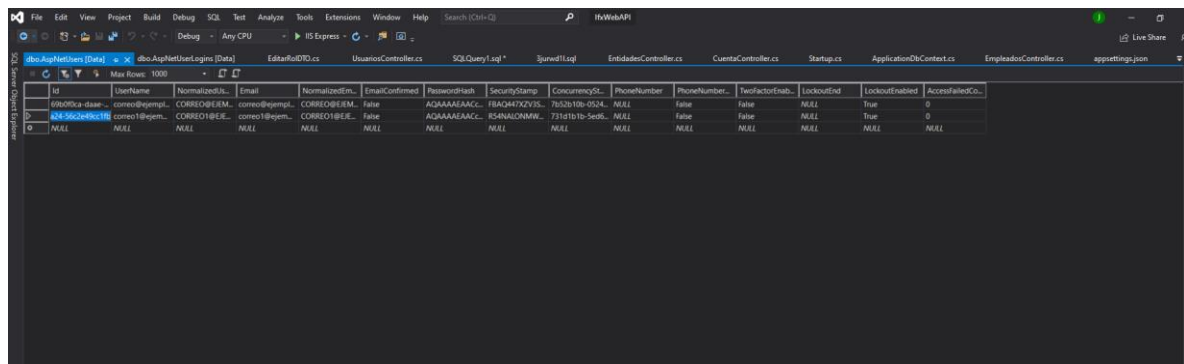 File Edit View Project Build Debug SQL Test Analyze Tools Extensions Window Help Search (Ctrl+Q) IfxWebAPI J
Debug Any CPU IIS Express Live Share
SQL Server Object Explorer
dbo.AspNetUsers [Data] dbo.AspNetUserLogins [Data] EditarRolDTO.cs UsuariosController.cs SQLQuery1.sql * 3jurwd1l.sql EntidadesController.cs CuentaController.cs Startup.cs ApplicationDbContext.cs EmpleadosController.cs appsettings.json
Max Rows: 1000
Id UserName NormalizedUs... Email NormalizedEm... EmailConfirmed PasswordHash SecurityStamp ConcurrencySt... PhoneNumber PhoneNumber... TwoFactorEnab... LockoutEnd LockoutEnabled AccessFailedCo...
69b0f0ca-daae-... correo@ejempl... CORREO@EJEM... correo@ejempl... CORREO@EJEM... False AQAAAAEAACc... FBAQ447XZV3S... 7b52b10b-0524... NULL False False NULL True 0
a24-56c2e49cc1fb correo1@ejem... CORREO1@EJE... correo1@ejem... CORREO1@EJE... False AQAAAAEAACc... R54NALONMW... 731d1b1b-5ed6... NULL False False NULL True 0
NULL NULL NULL NULL NULL NULL NULL NULL NULL NULL NULL NULL NULL NULL NULL